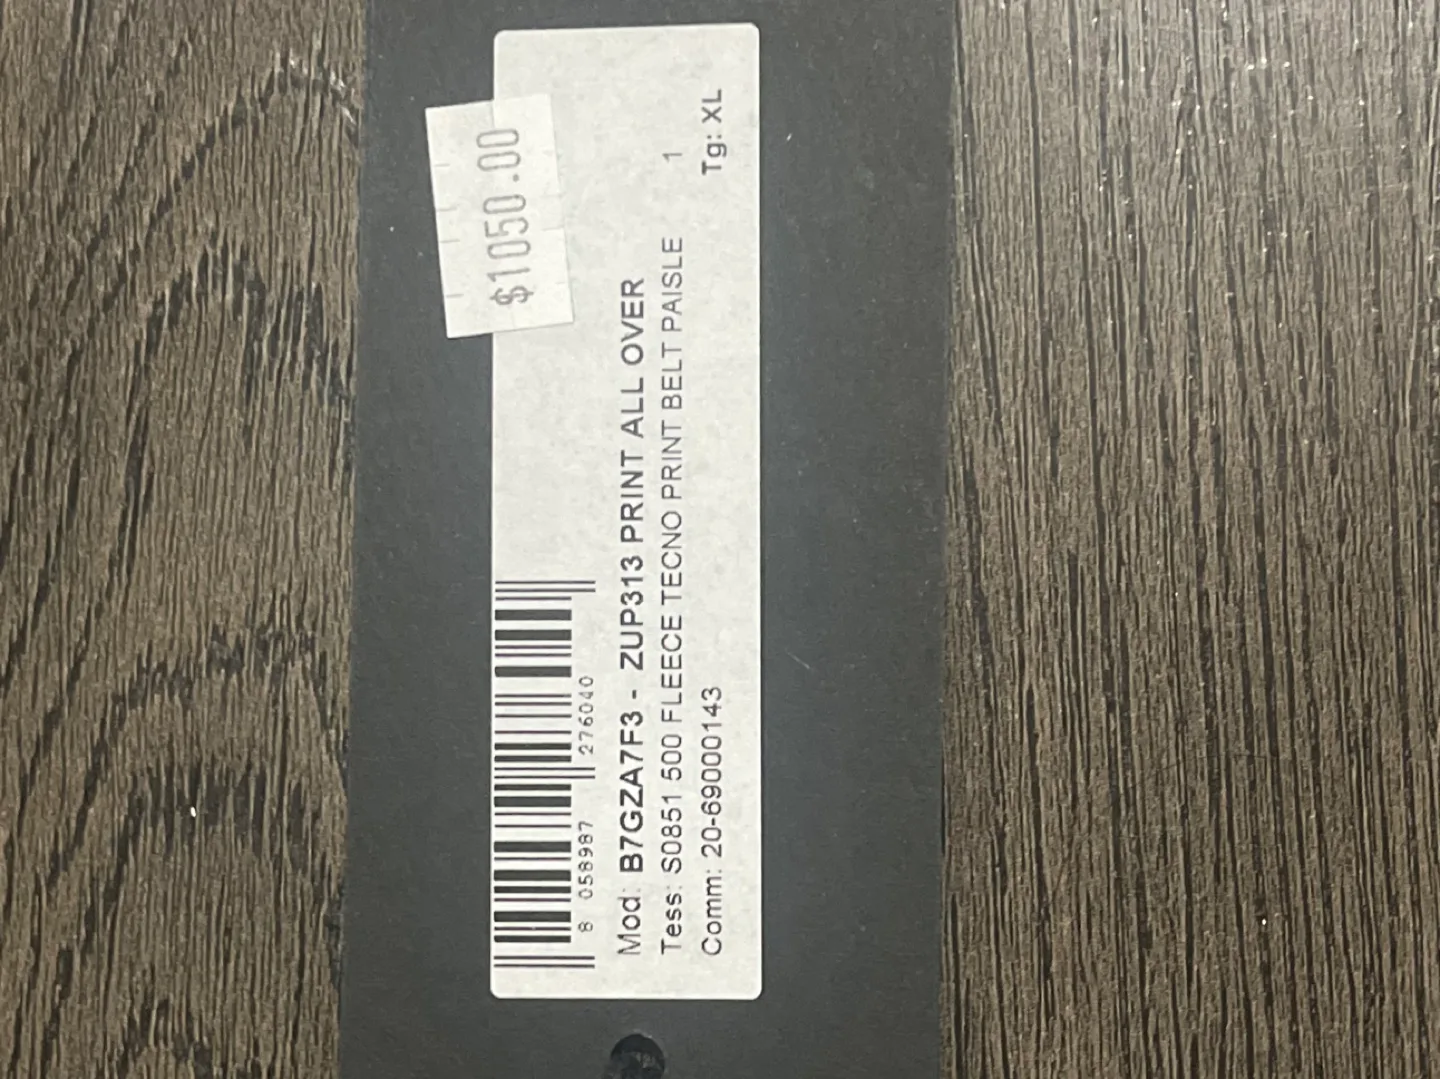 $1050.00
8 058987 276040
Mod: B7GZA7F3 - ZUP313 PRINT ALL OVER
Tess: S0851 500 FLEECE TECNO PRINT BELT PAISLE 1
Comm: 20-69000143 Tg: XL